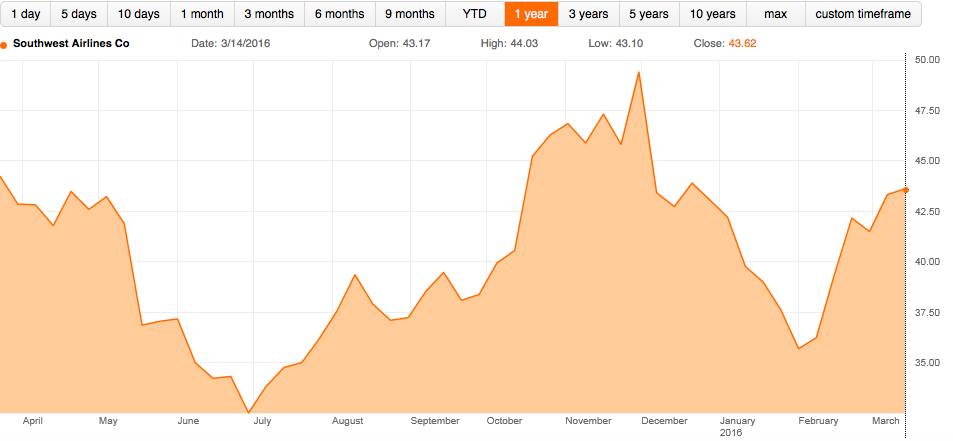 1 day 5 days 10 days 1 month 3 months 6 months 9 months YTD 1 year 3 years 5 years 10 years max custom timeframe
Southwest Airlines Co Date: 3/14/2016 Open: 43.17 High: 44.03 Low: 43.10 Close: 43.62
50.00
47.50
45.00
42.50
40.00
37.50
35.00
April May June July August September October November December January February March
2016